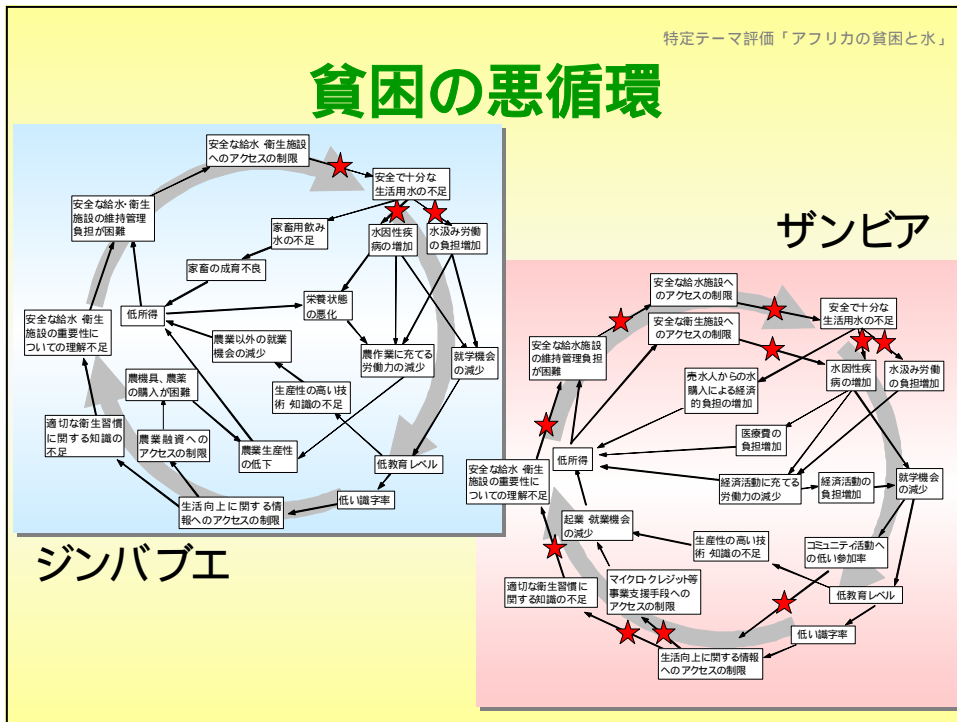 特定テーマ評価「アフリカの貧困と水」
貧困の悪循環
安全な給水・衛生施設
へのアクセスの制限
安全で十分な
生活用水の不足
安全な給水・衛生
施設の維持管理
負担が困難
家畜用飲み
水の不足
水因性疾
病の増加
水汲み労働
の負担増加
家畜の成育不良
栄養状態
の悪化
低所得
安全な給水・衛生
施設の重要性に
ついての理解不足
農業以外の就業
機会の減少
農作業に充てる
労働力の減少
就学機会
の減少
農機具、農薬
の購入が困難
生産性の高い技
術・知識の不足
適切な衛生習慣
に関する知識の
不足
農業融資への
アクセスの制限
農業生産性
の低下
低教育レベル
低い識字率
生活向上に関する情
報へのアクセスの制限
ジンバブエ
ザンビア
安全な給水施設へ
のアクセスの制限
安全で十分な
生活用水の不足
安全な衛生施設へ
のアクセスの制限
安全な給水施設
の維持管理負担
が困難
水因性疾
病の増加
水汲み労働
の負担増加
売水人からの水
購入による経済
的負担の増加
医療費の
負担増加
低所得
安全な給水・衛生
施設の重要性に
ついての理解不足
経済活動に充てる
労働力の減少
経済活動の
負担増加
就学機会
の減少
起業・就業機会
の減少
生産性の高い技
術・知識の不足
コミュニティ活動へ
の低い参加率
適切な衛生習慣に
関する知識の不足
マイクロ・クレジット等
事業支援手段への
アクセスの制限
低教育レベル
低い識字率
生活向上に関する情報
へのアクセスの制限